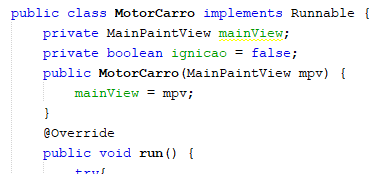 public class MotorCarro implements Runnable {
private MainPaintView mainView;
private boolean ignicao = false;
public MotorCarro(MainPaintView mpv) {
mainView = mpv;
}
@Override
public void run() {
try{